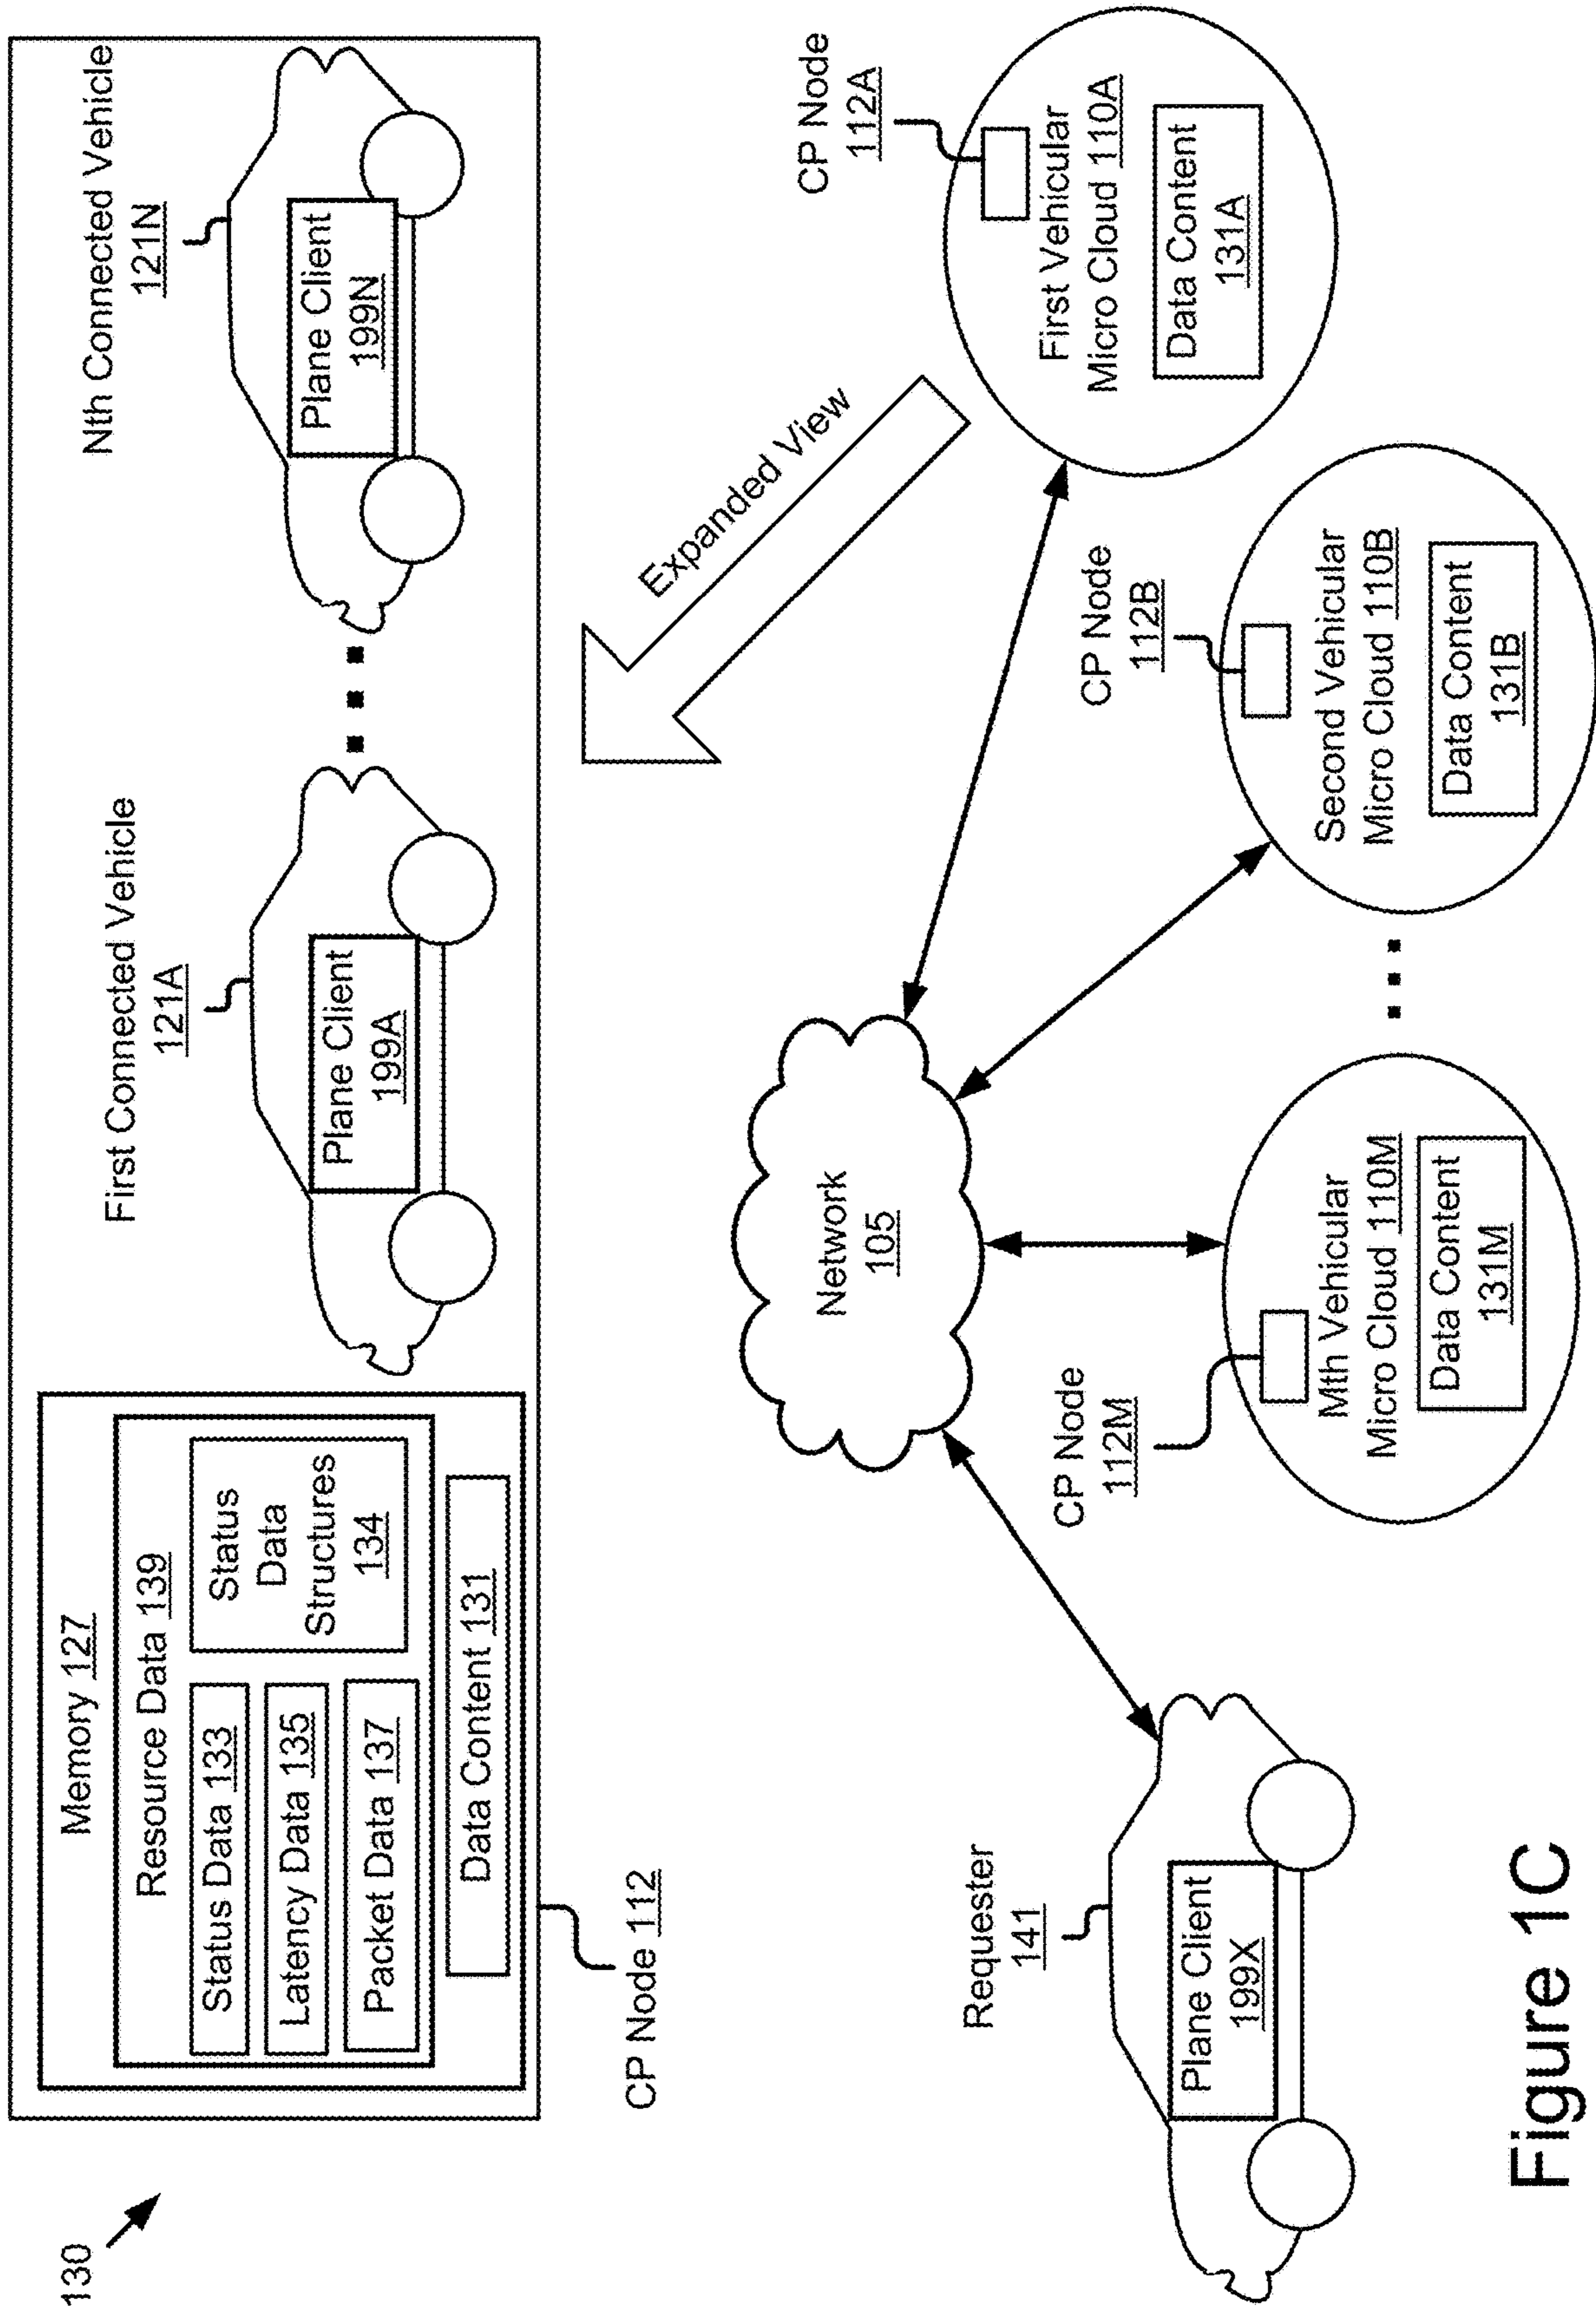 130
Memory 127
Resource Data 139
Status Data 133
Latency Data 135
Packet Data 137
Status
Data
Structures
134
Data Content 131
CP Node 112
First Connected Vehicle
121A
Plane Client
199A
Nth Connected Vehicle
121N
Plane Client
199N
Expanded View
Requester
141
Plane Client
199X
Network
105
CP Node
112M
Mth Vehicular
Micro Cloud 110M
Data Content
131M
CP Node
112B
Second Vehicular
Micro Cloud 110B
Data Content
131B
CP Node
112A
First Vehicular
Micro Cloud 110A
Data Content
131A
Figure 1C